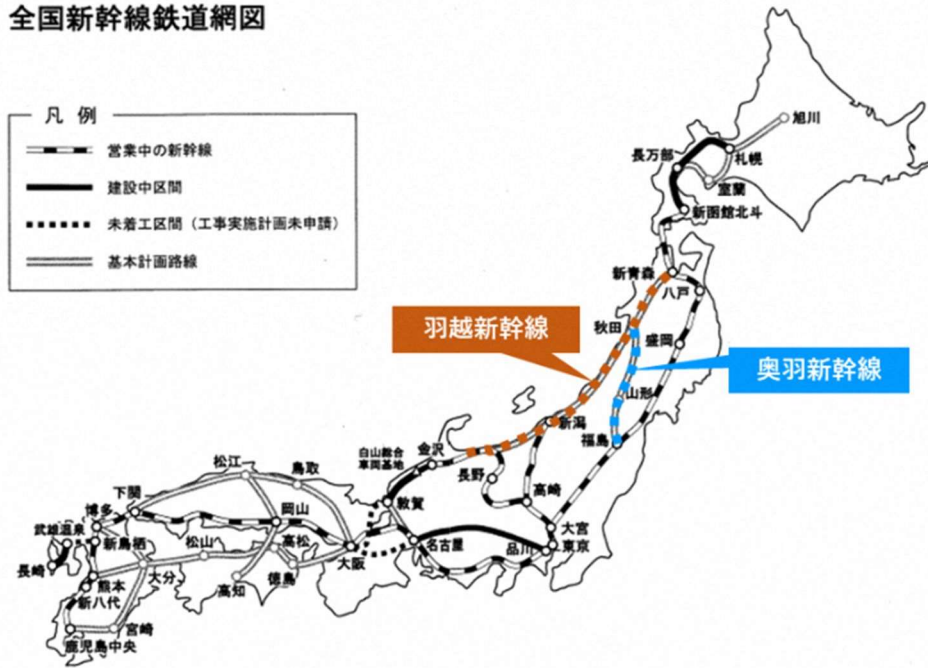 全国新幹線鉄道網図
凡 例
営業中の新幹線
建設中区間
未着工区間（工事実施計画未申請）
基本計画路線
旭川
長万部
札幌
室蘭
新函館北斗
新青森
八戸
羽越新幹線
秋田
盛岡
奥羽新幹線
山形
新潟
福島
白山総合
車両基地
金沢
長野
高崎
松江
鳥取
敦賀
大宮
東京
下関
岡山
博多
武雄温泉
新鳥栖
松山
高松
大阪
名古屋
品川
長崎
熊本
大分
高知
徳島
新八代
宮崎
鹿児島中央